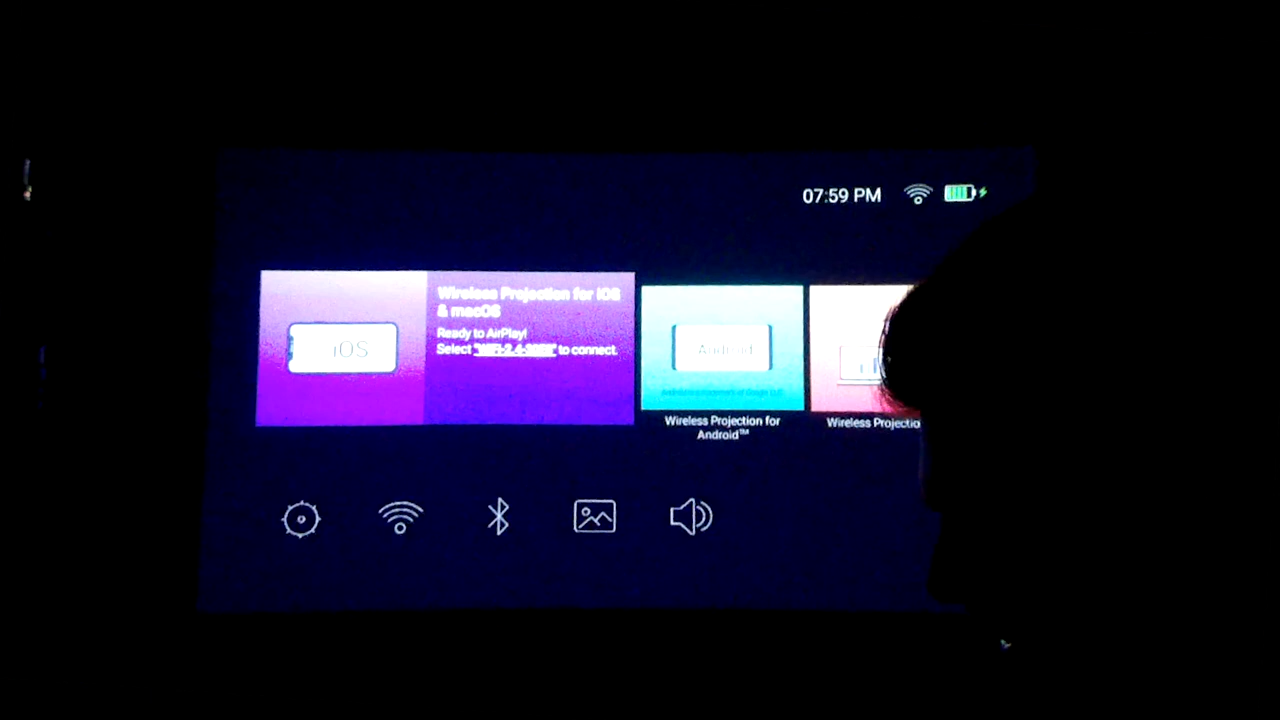 07:59 PM
Wireless Projection for iOS
& macOS
Ready to AirPlay!
Select to connect.
iOS
Android
Wireless Projection for
Android™
Wireless